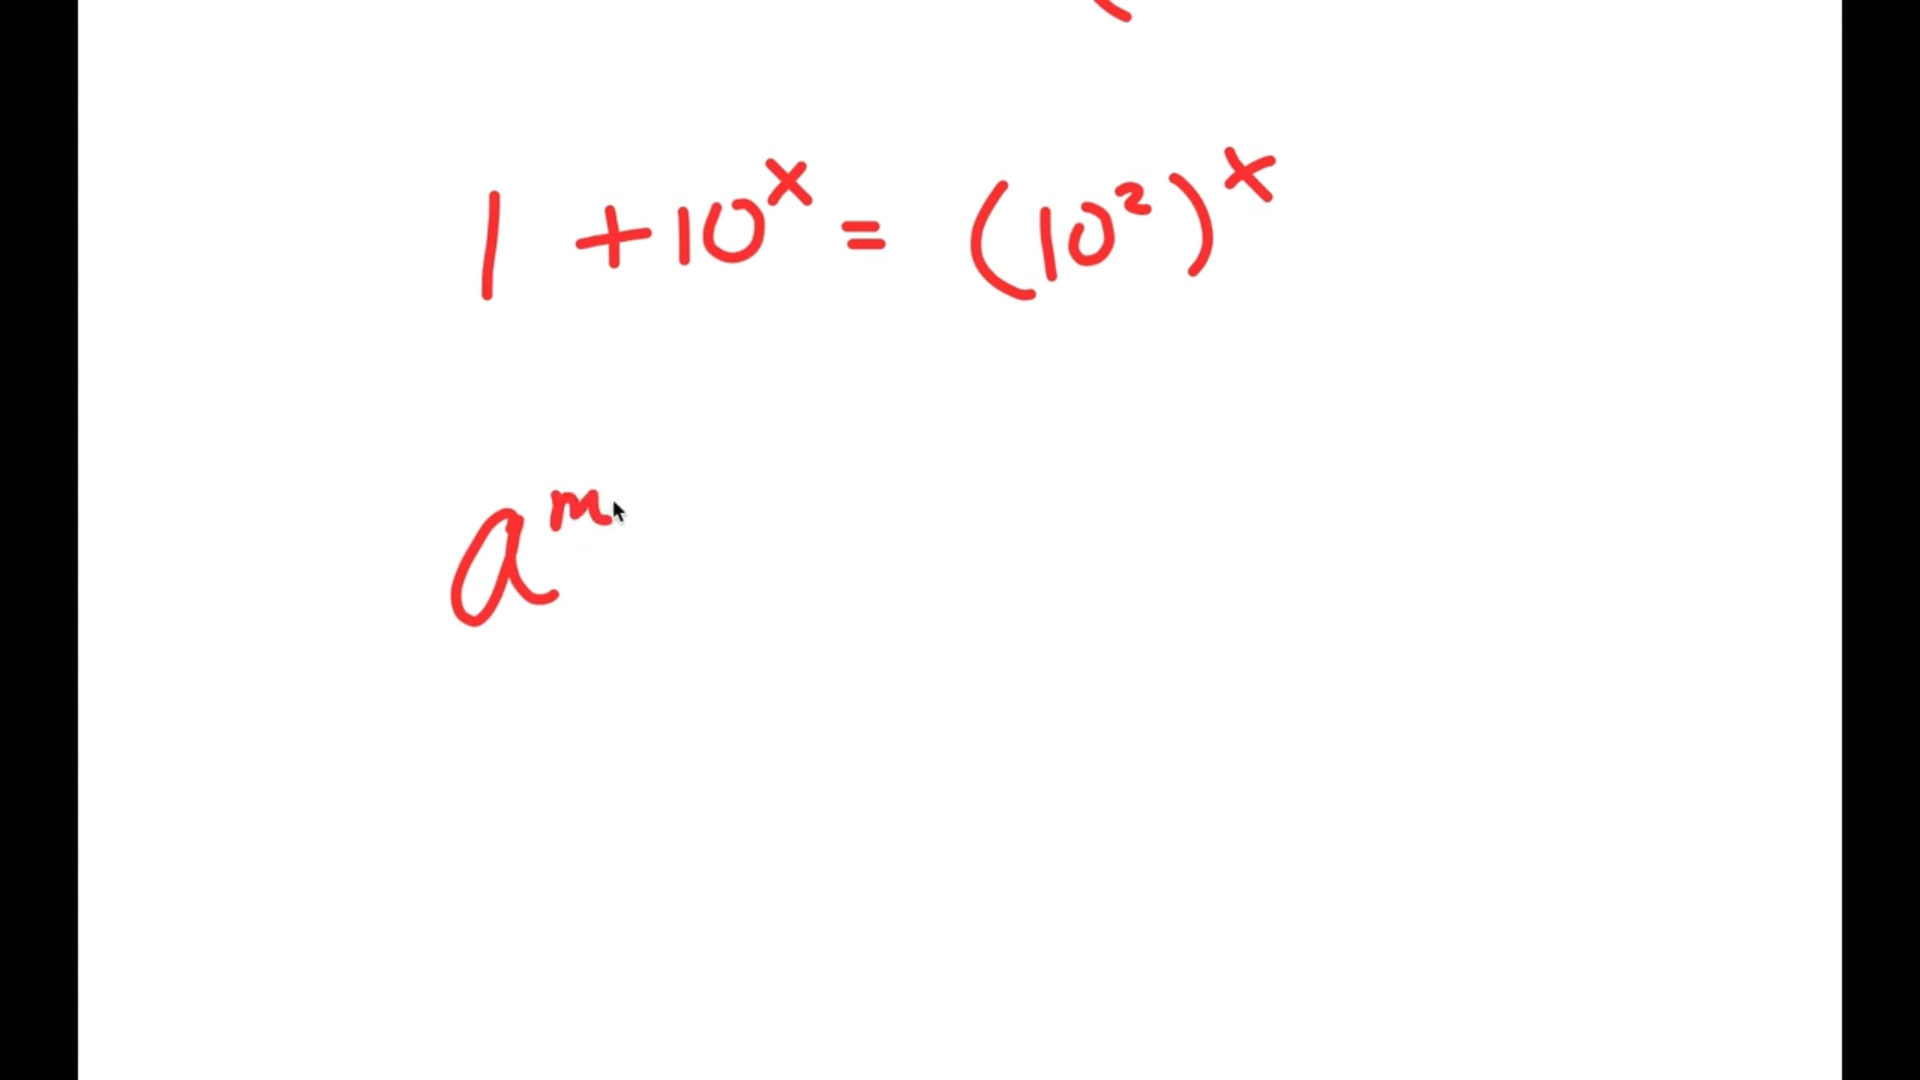 1 + 10^x = (10^2)^x
a^m